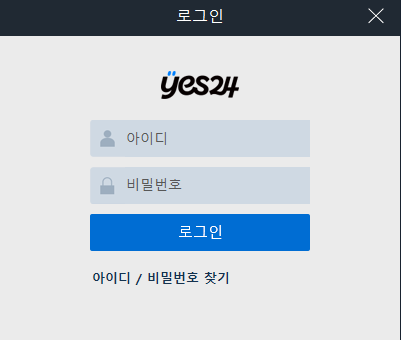 로그인
yes24
아이디
비밀번호
로그인
아이디 / 비밀번호 찾기